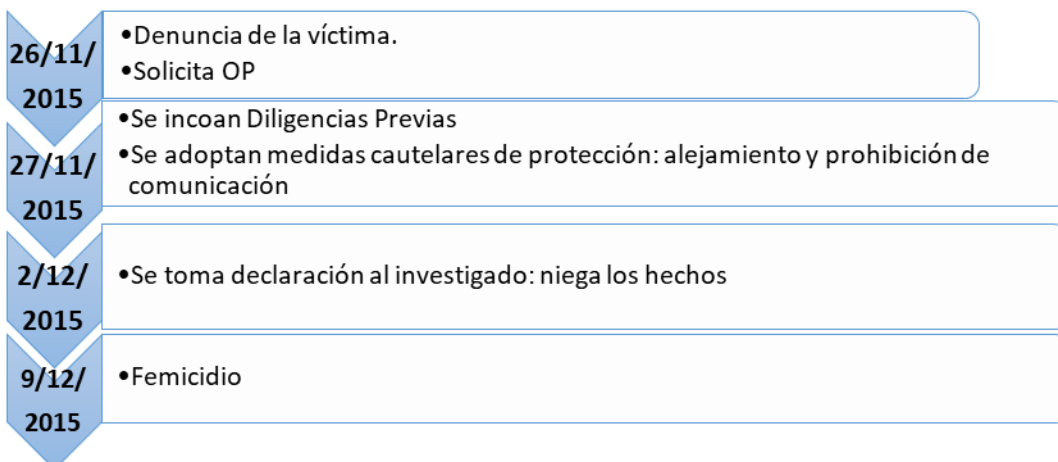 26/11/
2015
•Denuncia de la víctima.
•Solicita OP
27/11/
2015
•Se incoan Diligencias Previas
•Se adoptan medidas cautelares de protección: alejamiento y prohibición de
comunicación
2/12/
2015
•Se toma declaración al investigado: niega los hechos
9/12/
2015
•Femicidio